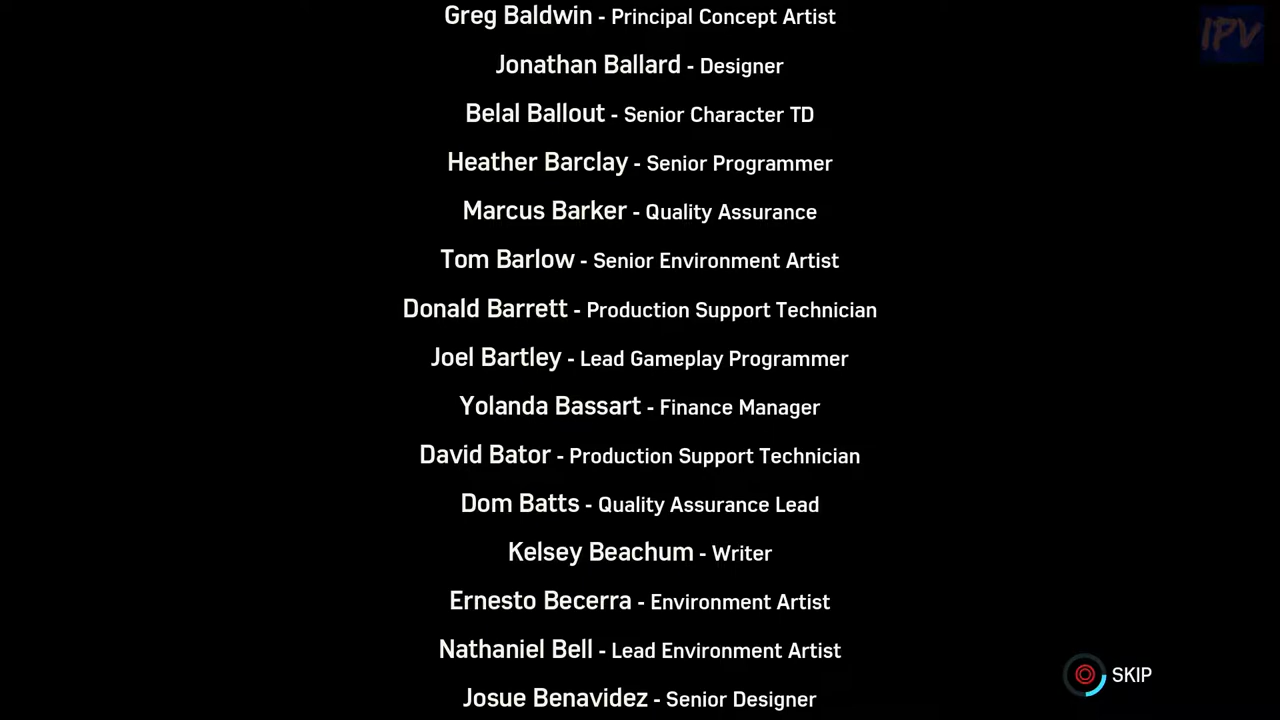 IPV
Greg Baldwin - Principal Concept Artist
Jonathan Ballard - Designer
Belal Ballout - Senior Character TD
Heather Barclay - Senior Programmer
Marcus Barker - Quality Assurance
Tom Barlow - Senior Environment Artist
Donald Barrett - Production Support Technician
Joel Bartley - Lead Gameplay Programmer
Yolanda Bassart - Finance Manager
David Bator - Production Support Technician
Dom Batts - Quality Assurance Lead
Kelsey Beachum - Writer
Ernesto Becerra - Environment Artist
Nathaniel Bell - Lead Environment Artist
Josue Benavidez - Senior Designer
SKIP